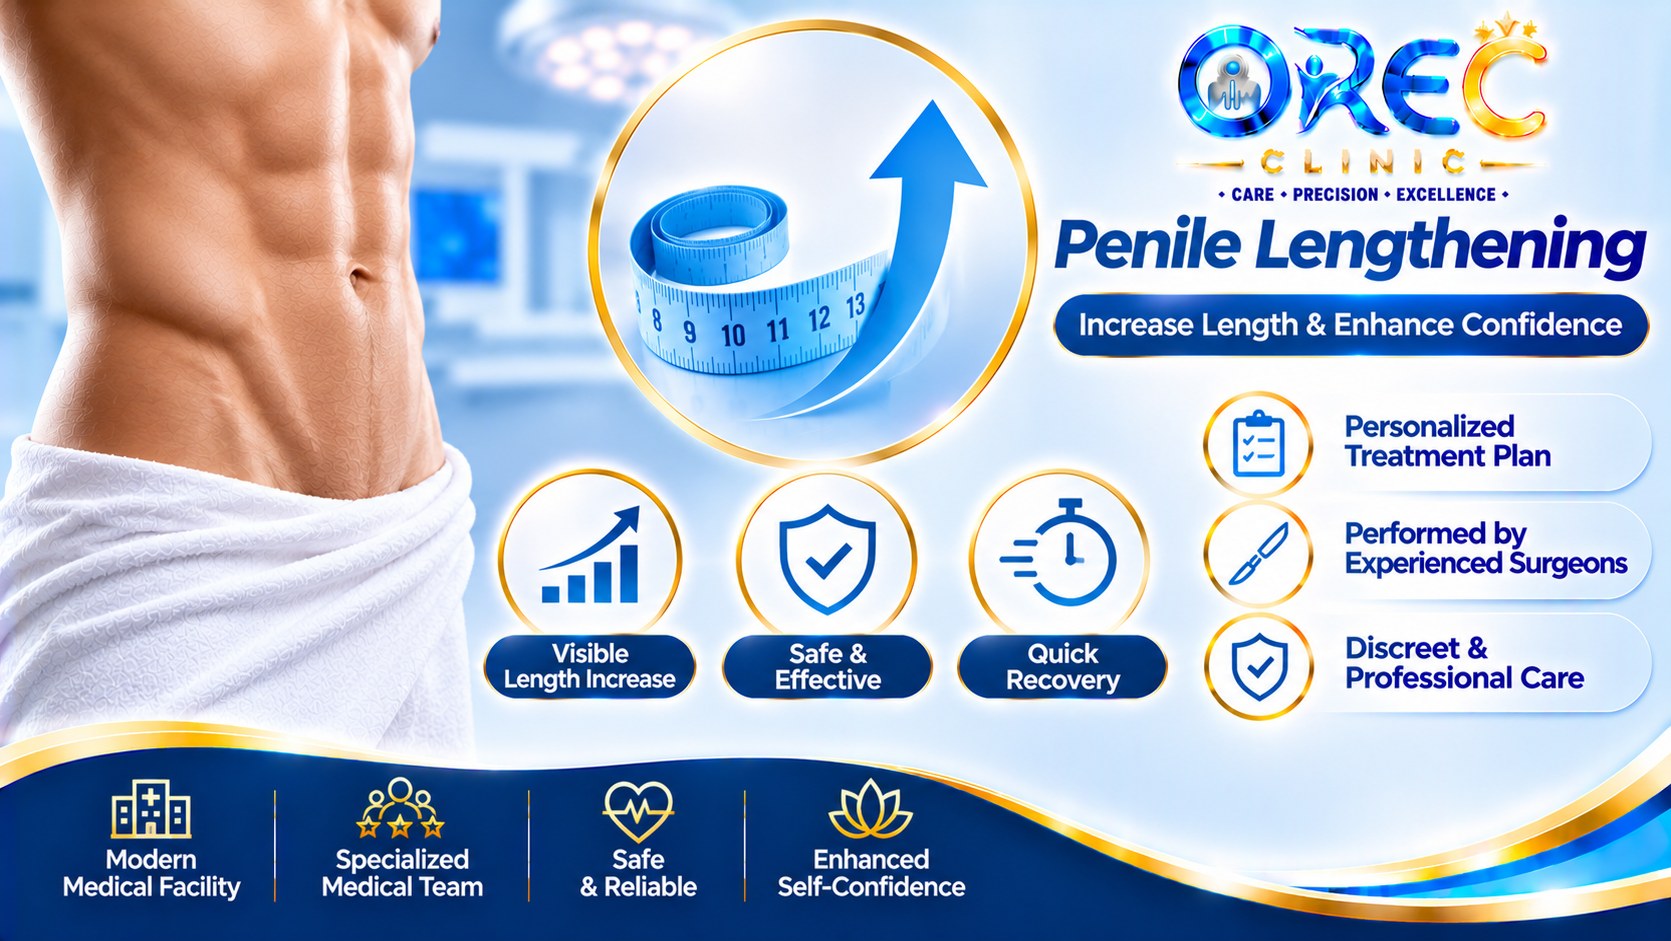 OREC
CLINIC
• CARE • PRECISION • EXCELLENCE •
Penile Lengthening
Increase Length & Enhance Confidence
8 9 10 11 12 13
Personalized
Treatment Plan
Performed by
Experienced Surgeons
Discreet &
Professional Care
Visible
Length Increase
Safe &
Effective
Quick
Recovery
Modern
Medical Facility
Specialized
Medical Team
Safe
& Reliable
Enhanced
Self-Confidence